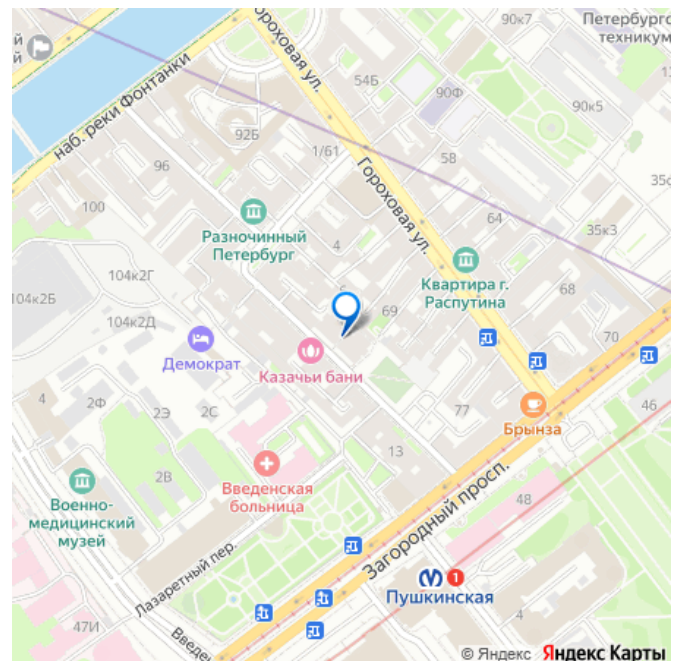 90к7
Петербургс
техникум
й
й
Гороховая ул.
54Б
90Ф
90к5
наб. реки Фонтанки
92Б
1/61
58
96
Гороховая ул.
100
35к
Разночинный
Петербург
4
64
35к3
104к2Г
Квартира г.
Распутина
104к2Б
6
69
68
104к2Д
Демократ
Казачьи бани
70
4
2Ф
2Э
2С
77
Брынза
46
13
2В
Введенская
больница
Военно-
медицинский
музей
48
Загородный просп.
Лазаретный пер.
1
Пушкинская
47И
Введе
© Яндекс Яндекс Карты